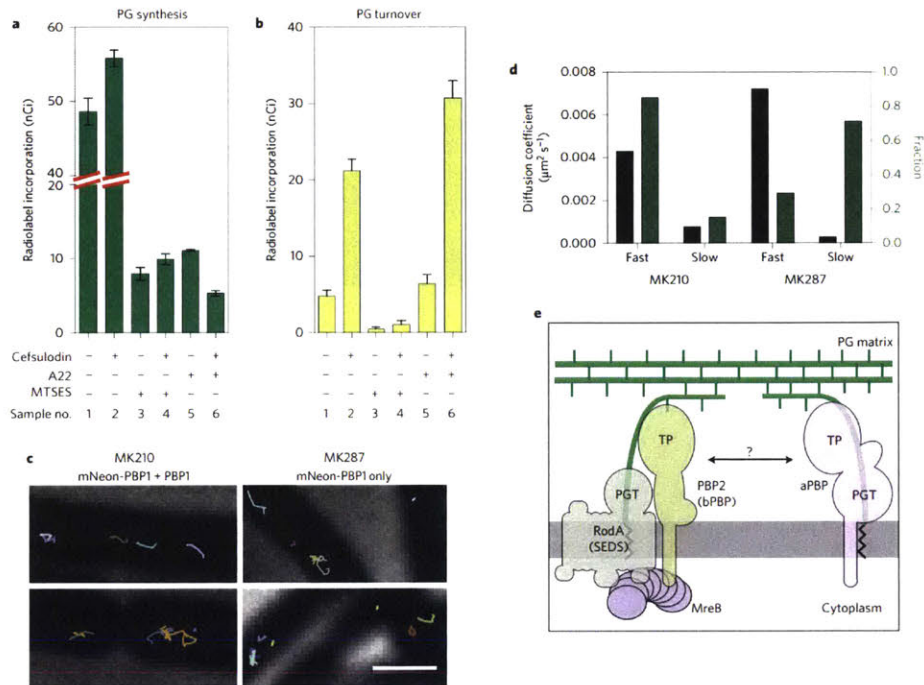 a
PG synthesis
60
50
40
20
10
0
Radiolabel incorporation (nCi)
b
PG turnover
40
30
20
10
0
Radiolabel incorporation (nCi)
Cefsulodin – + – + – + – + – + – +
A22 – – – – + + – – – – + +
MTSES – – + + – – – – + + – –
Sample no. 1 2 3 4 5 6 1 2 3 4 5 6
c
MK210
mNeon-PBP1 + PBP1
MK287
mNeon-PBP1 only
d
0.008
0.006
0.004
0.002
0.000
Diffusion coefficient
(μm² s⁻¹)
1.0
0.8
0.6
0.4
0.2
0.0
Fraction
Fast Slow Fast Slow
MK210 MK287
e
PG matrix
TP
?
TP
PGT
PBP2
(bPBP)
aPBP
PGT
RodA
(SEDS)
MreB
Cytoplasm